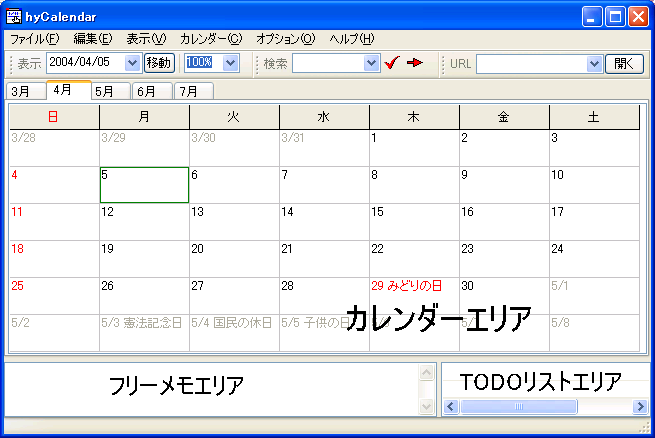 hyCalendar
ファイル(F) 編集(E) 表示(V) カレンダー(C) オプション(O) ヘルプ(H)
表示 2004/04/05 移動 100% 検索 URL 開く
3月 4月 5月 6月 7月
日 月 火 水 木 金 土
3/28 3/29 3/30 3/31 1 2 3
4 5 6 7 8 9 10
11 12 13 14 15 16 17
18 19 20 21 22 23 24
25 26 27 28 29 みどりの日 30 5/1
5/2 5/3 憲法記念日 5/4 国民の休日 5/5 子供の日 5/8
カレンダーエリア
フリーメモエリア TODOリストエリア